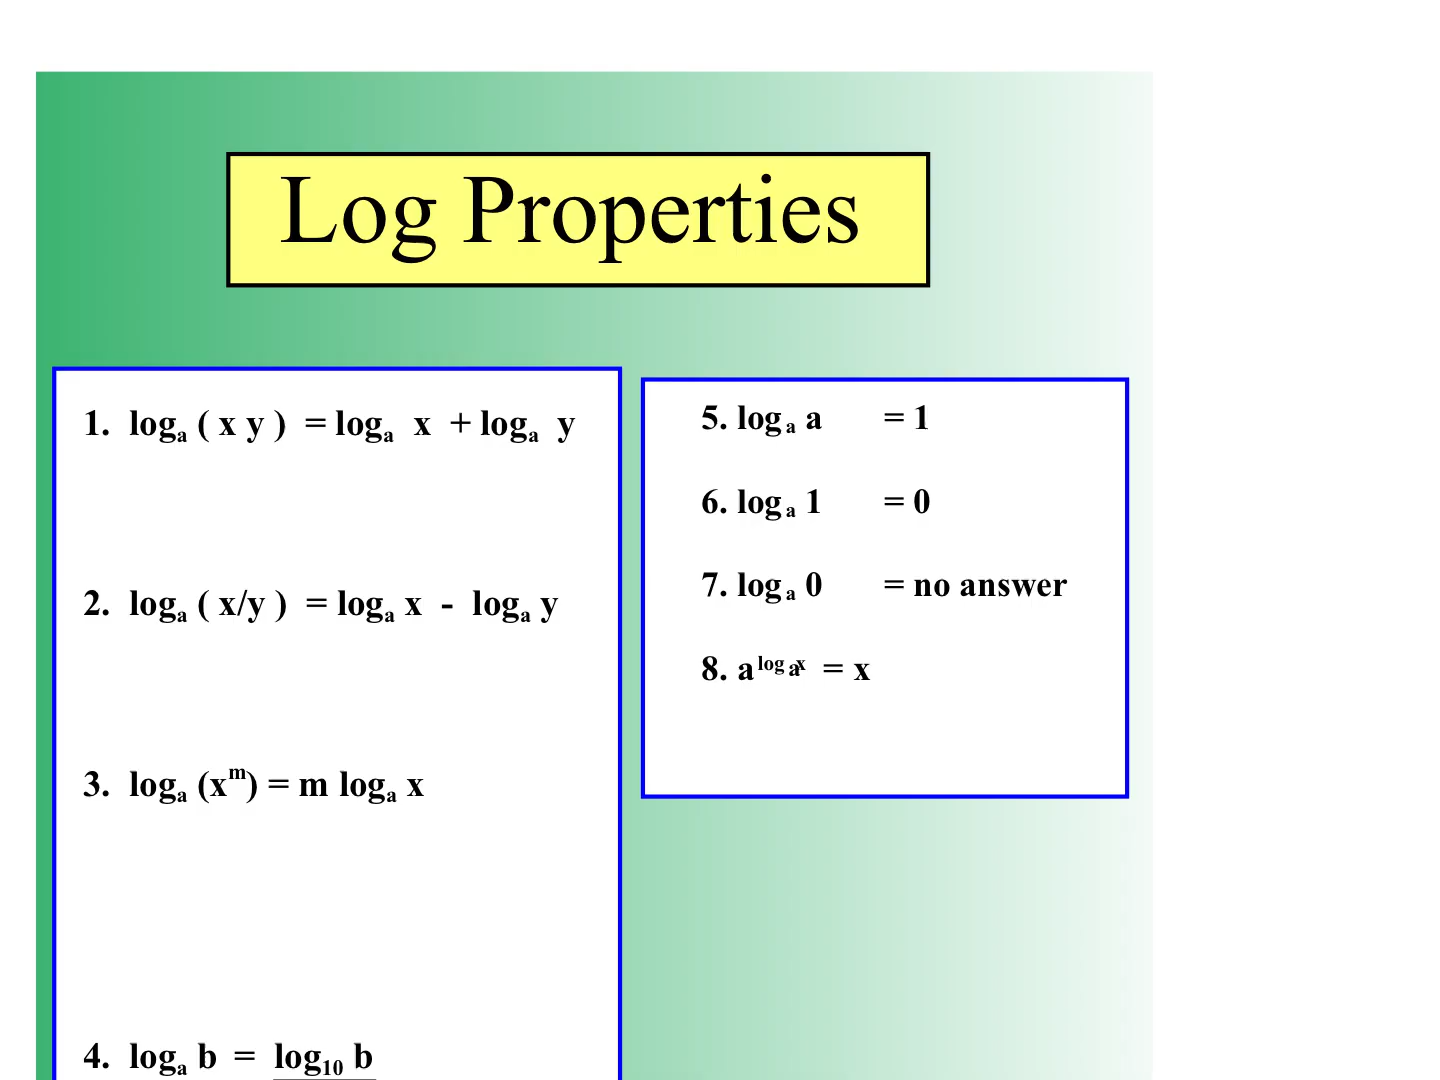 Log Properties
1. logₐ ( x y ) = logₐ x + logₐ y
2. logₐ ( x/y ) = logₐ x - logₐ y
3. logₐ (xᵐ) = m logₐ x
4. logₐ b = log₁₀ b
5. log ₐ a = 1
6. log ₐ 1 = 0
7. log ₐ 0 = no answer
8. a^(log ₐ x) = x